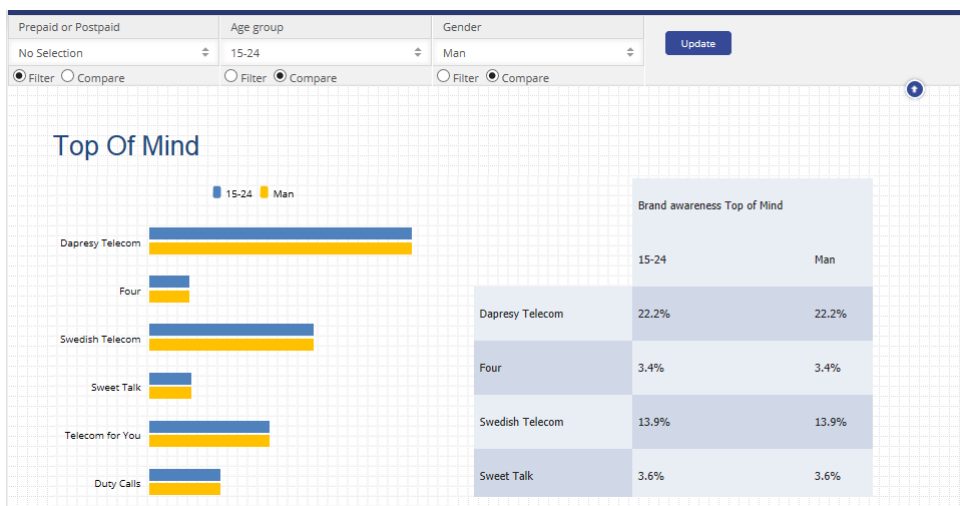 Prepaid or Postpaid Age group Gender
No Selection 15-24 Man Update
Filter Compare Filter Compare Filter Compare
Top Of Mind
15-24 Man
Dapresy Telecom
Four
Swedish Telecom
Sweet Talk
Telecom for You
Duty Calls
Brand awareness Top of Mind
15-24 Man
Dapresy Telecom 22.2% 22.2%
Four 3.4% 3.4%
Swedish Telecom 13.9% 13.9%
Sweet Talk 3.6% 3.6%